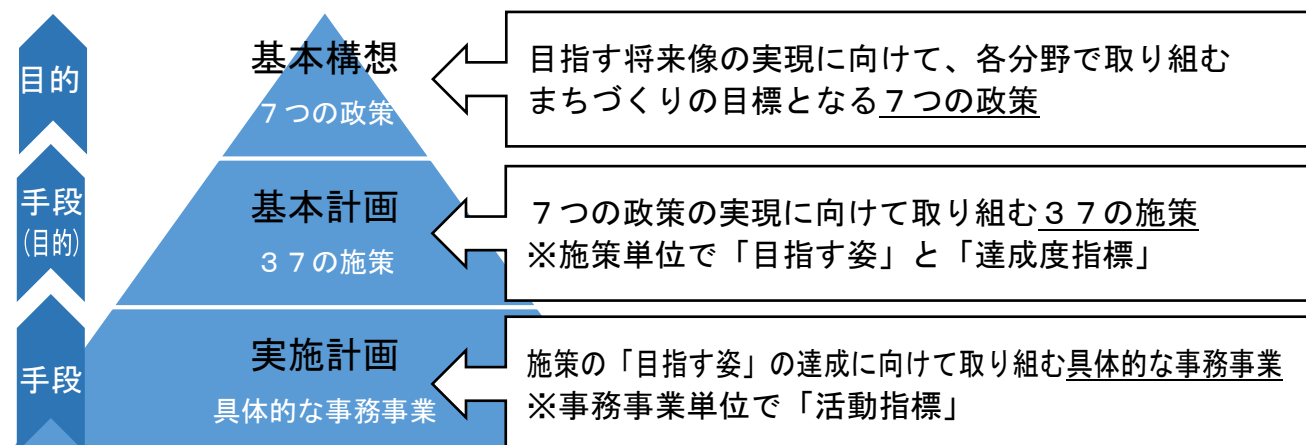 目的
基本構想
７つの政策
目指す将来像の実現に向けて、各分野で取り組む
まちづくりの目標となる７つの政策
手段
(目的)
基本計画
３７の施策
７つの政策の実現に向けて取り組む３７の施策
※施策単位で「目指す姿」と「達成度指標」
手段
実施計画
具体的な事務事業
施策の「目指す姿」の達成に向けて取り組む具体的な事務事業
※事務事業単位で「活動指標」